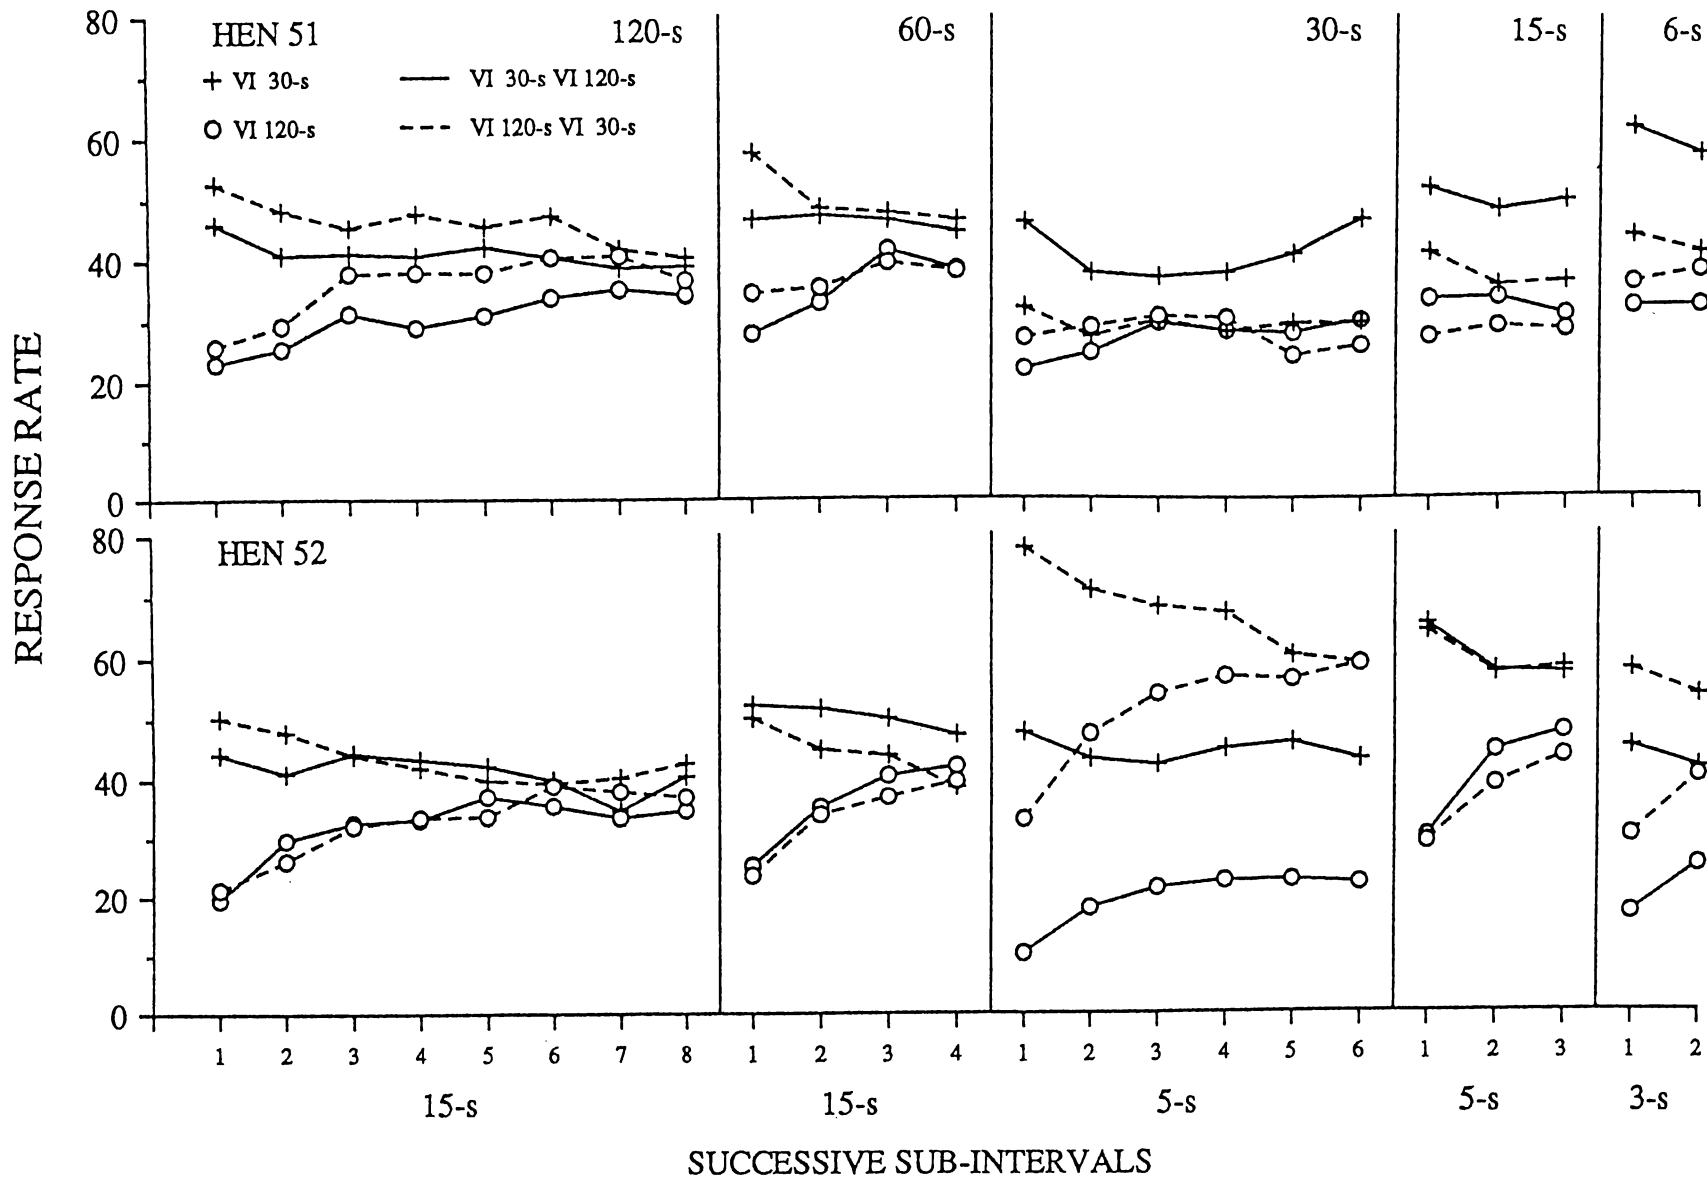 80 HEN 51 120-s 60-s 30-s 15-s 6-s
+ VI 30-s VI 30-s VI 120-s
VI 120-s VI 120-s VI 30-s
60
40
20
0
80 HEN 52
60
40
20
0
1 2 3 4 5 6 7 8 1 2 3 4 1 2 3 4 5 6 1 2 3 1 2
15-s 15-s 5-s 5-s 3-s
SUCCESSIVE SUB-INTERVALS
RESPONSE RATE